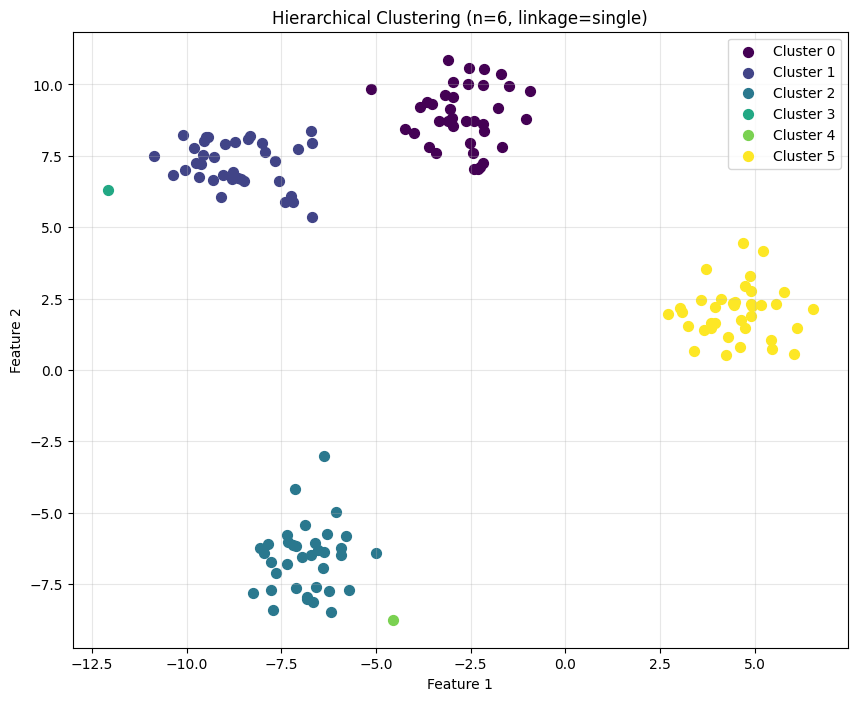 Hierarchical Clustering (n=6, linkage=single)
Cluster 0
Cluster 1
Cluster 2
Cluster 3
Cluster 4
Cluster 5
Feature 2
10.0
7.5
5.0
2.5
0.0
−2.5
−5.0
−7.5
−12.5 −10.0 −7.5 −5.0 −2.5 0.0 2.5 5.0
Feature 1